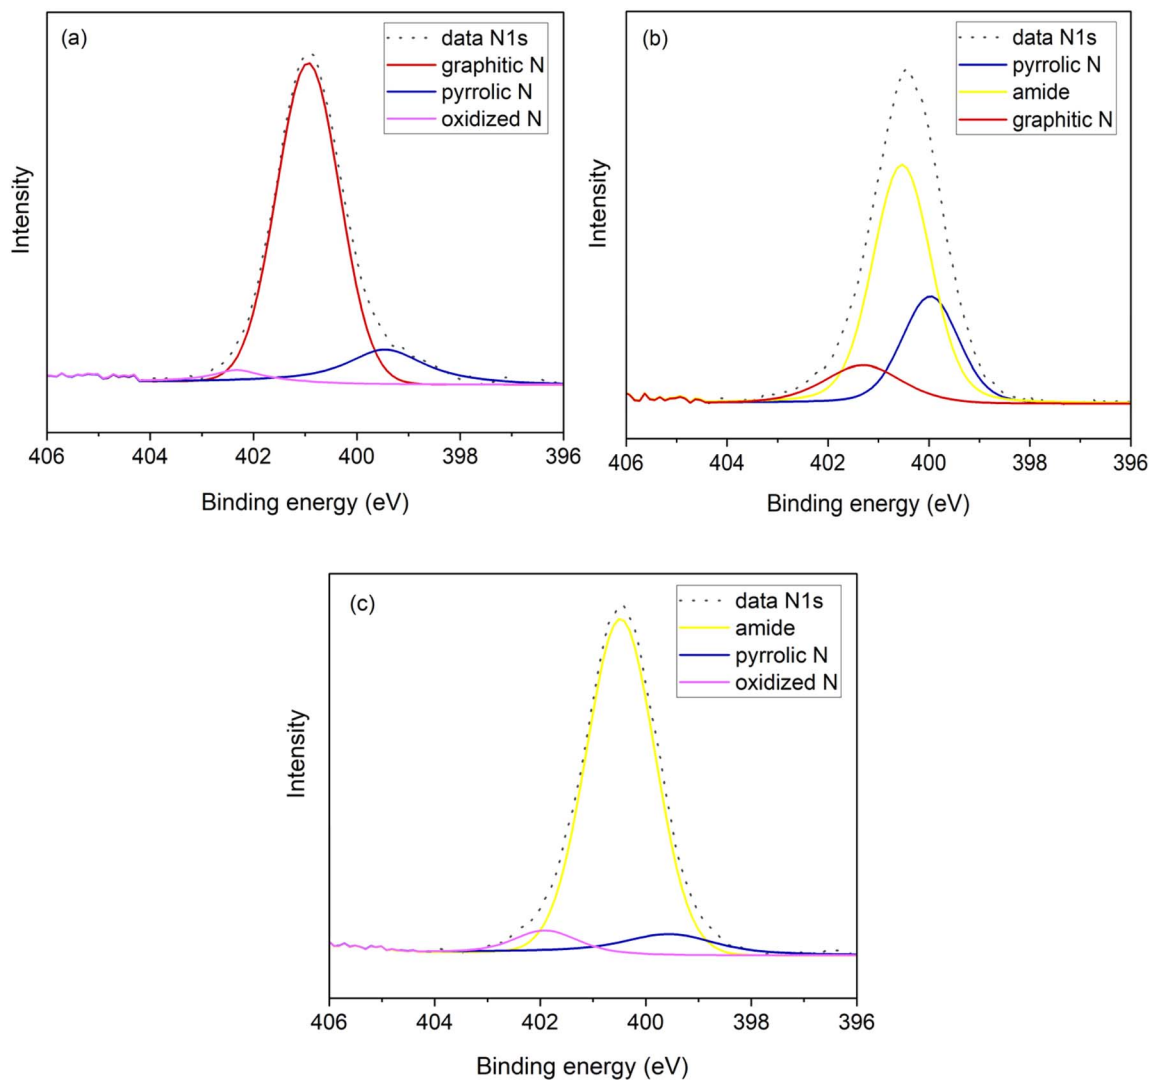 (a)
data N1s
graphitic N
pyrrolic N
oxidized N
Intensity
406 404 402 400 398 396
Binding energy (eV)
(b)
data N1s
pyrrolic N
amide
graphitic N
Intensity
406 404 402 400 398 396
Binding energy (eV)
(c)
data N1s
amide
pyrrolic N
oxidized N
Intensity
406 404 402 400 398 396
Binding energy (eV)